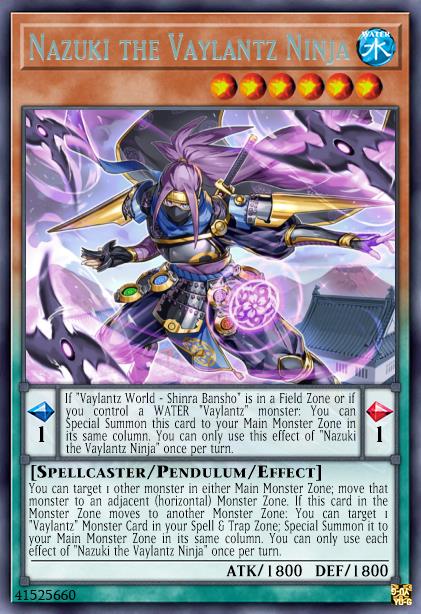 Nazuki the Vaylantz Ninja
WATER
水
If "Vaylantz World - Shinra Bansho" is in a Field Zone or if
you control a WATER "Vaylantz" monster: You can
Special Summon this card to your Main Monster Zone in
its same column. You can only use this effect of "Nazuki
the Vaylantz Ninja" once per turn.
1
1
[Spellcaster/Pendulum/Effect]
You can target 1 other monster in either Main Monster Zone; move that
monster to an adjacent (horizontal) Monster Zone. If this card in the
Monster Zone moves to another Monster Zone: You can target 1
"Vaylantz" Monster Card in your Spell & Trap Zone; Special Summon it to
your Main Monster Zone in its same column. You can only use each
effect of "Nazuki the Vaylantz Ninja" once per turn.
ATK/1800 DEF/1800
41525660